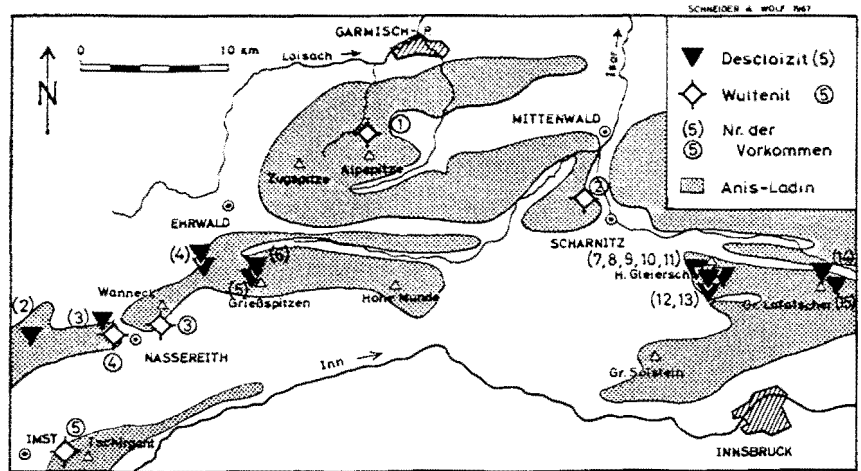 SCHNEIDER & WOLF 1967
GARMISCH-P.
0 10 Km
Loisach
Isar
N
MITTENWALD
①
Zugspitze
Alpspitze
Descloizit (5)
Wulfenit ⑤
(5) Nr. der
⑤ Vorkommen
Anis-Ladin
EHRWALD
②
SCHARNITZ
(4)
(6)
(5)
Grießspitzen
Hohe Munde
(7, 8, 9, 10, 11)
H. Gleiersch
(14)
Gr. Lafatscher
(15)
(12, 13)
Wanneck
(2)
(3)
③
④
NASSEREITH
Inn
Gr. Solstein
⑤
IMST
Tschirgant
INNSBRUCK